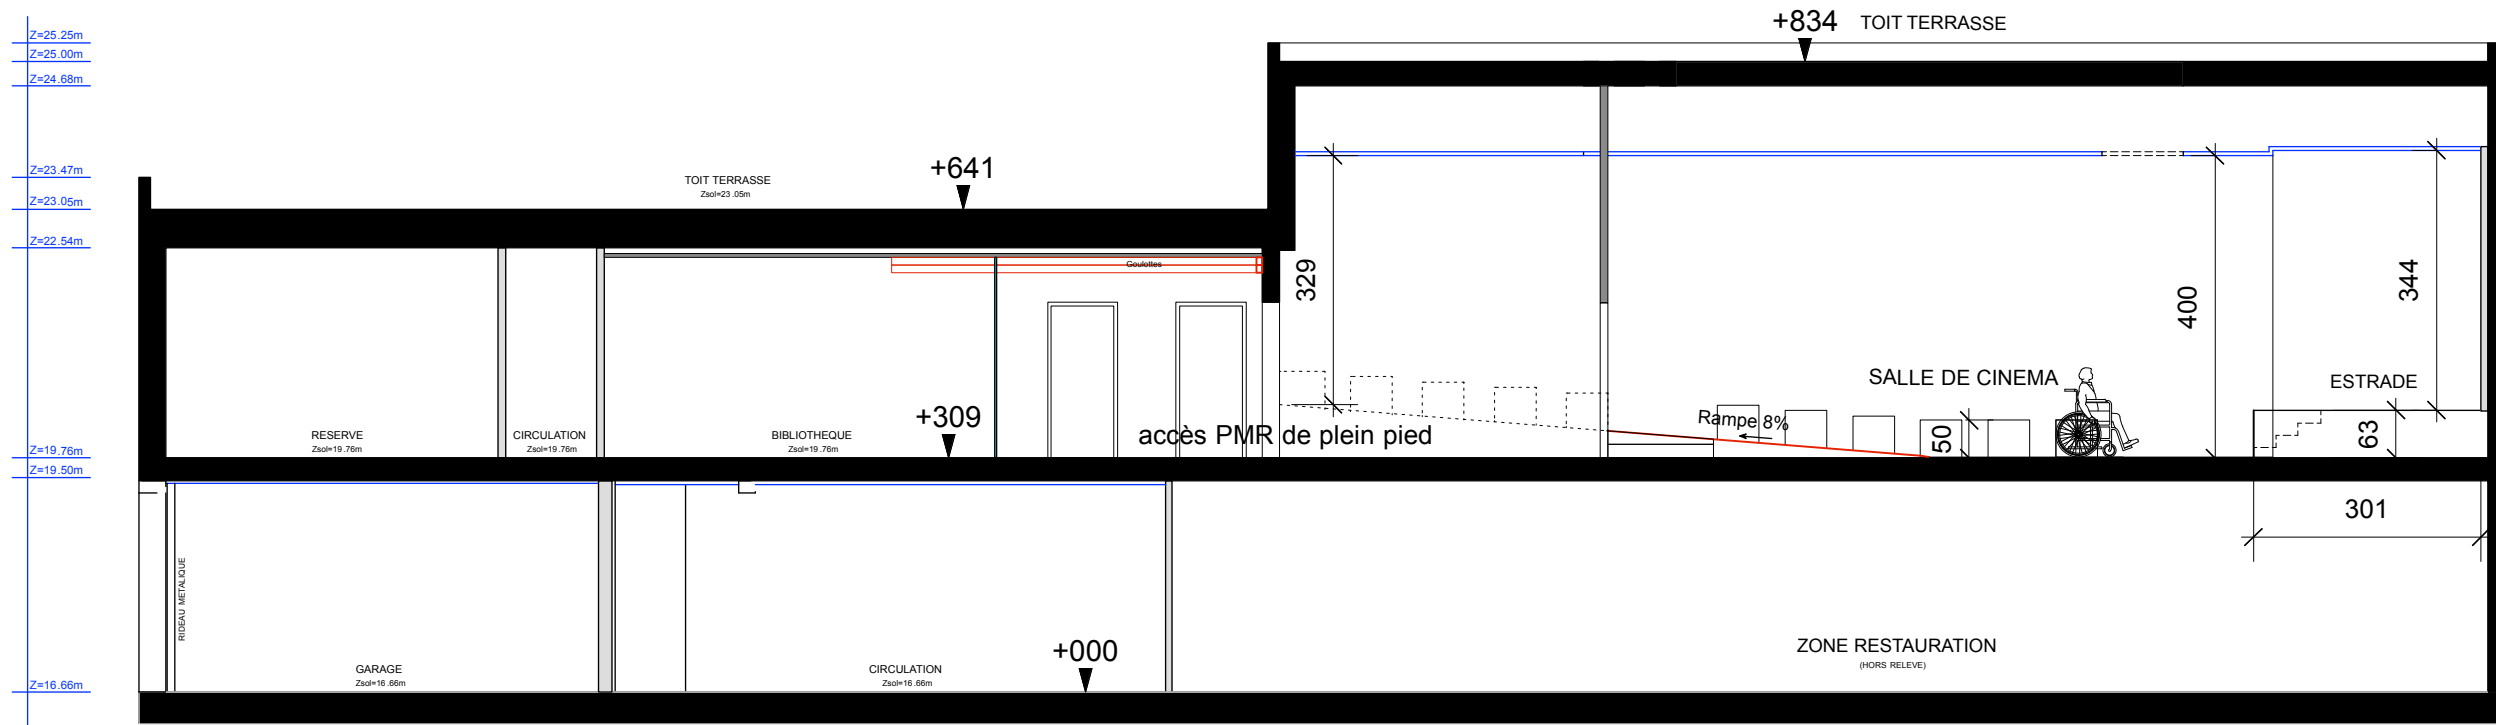 +834 TOIT TERRASSE
Z=25.25m
Z=25.00m
Z=24.68m
Z=23.47m
Z=23.05m
Z=22.54m
Z=19.76m
Z=19.50m
Z=16.66m
TOIT TERRASSE
Zsol=23 .05m
+641
Goulottes
329
400
344
RESERVE
Zsol=19 .76m
CIRCULATION
Zsol=19 .76m
BIBLIOTHEQUE
Zsol=19 .76m
+309
accès PMR de plein pied
Rampe 8%
SALLE DE CINEMA
50
ESTRADE
63
301
RIDEAU METALIQUE
GARAGE
Zsol=16 .66m
CIRCULATION
Zsol=16 .66m
+000
ZONE RESTAURATION
(HORS RELEVE)